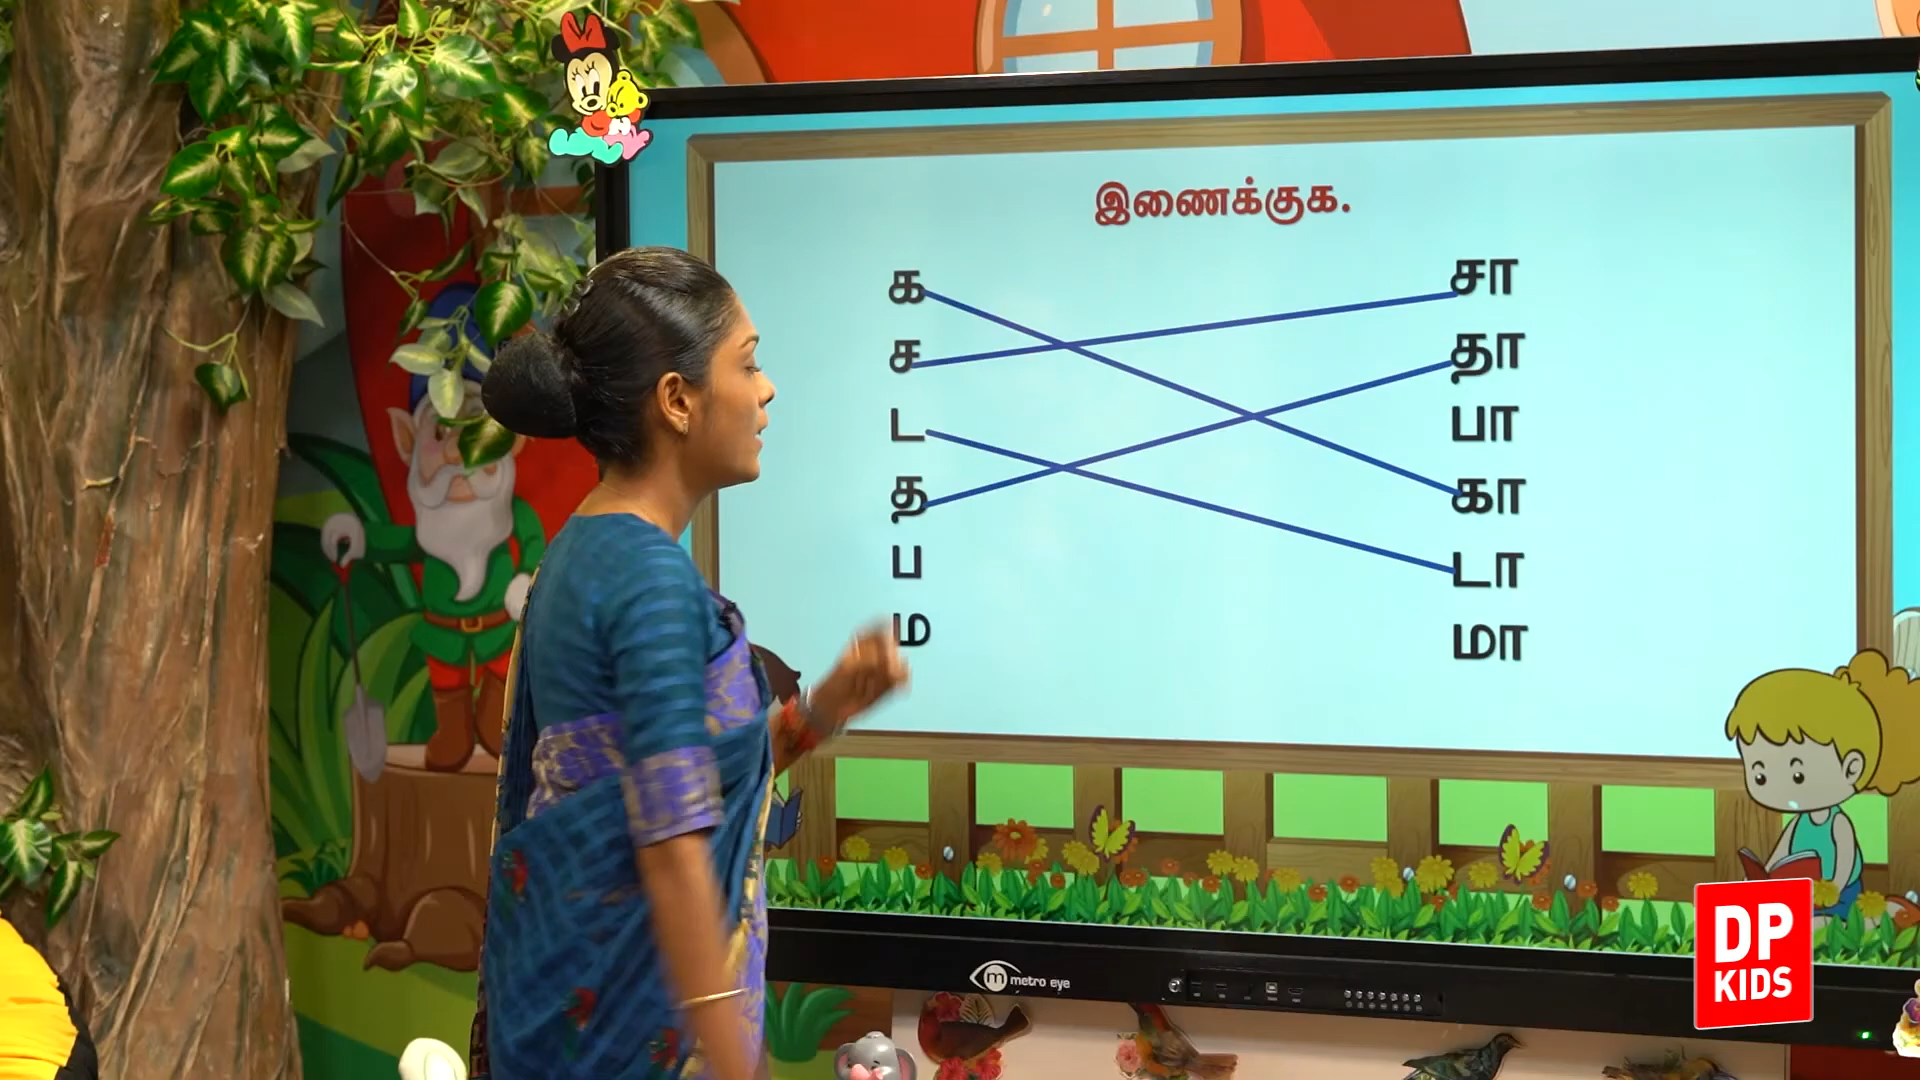 இணைக்குக.
க சா
ச தா
ட பா
த கா
ப டா
ம மா
metro eye
DP
KIDS